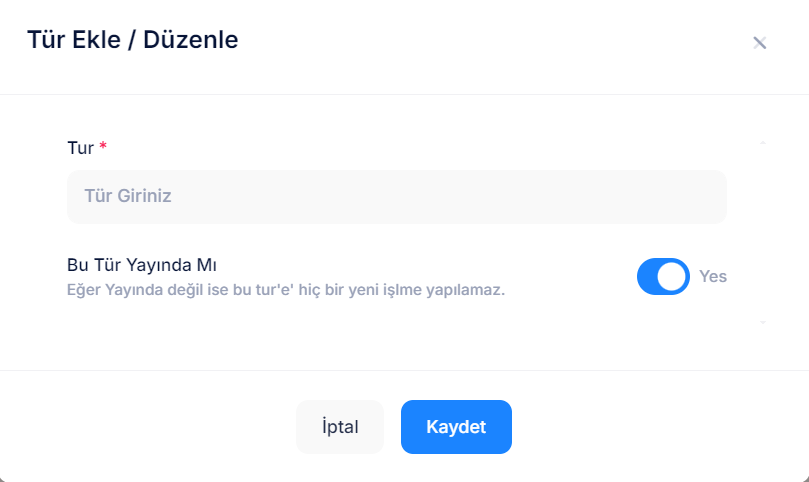 Tür Ekle / Düzenle
Tur *
Tür Giriniz
Bu Tür Yayında Mı
Eğer Yayında değil ise bu tur'e' hiç bir yeni işlme yapılamaz.
Yes
İptal
Kaydet